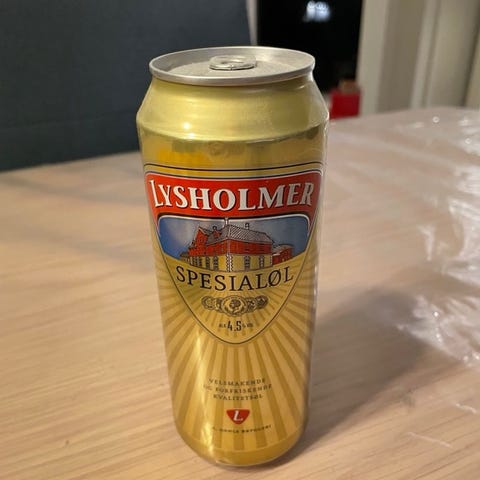 LYSHOLMER
SPESIALØL
4,5
VELSMAKENDE
OG FORFRISKENDE
KVALITETSØL
L